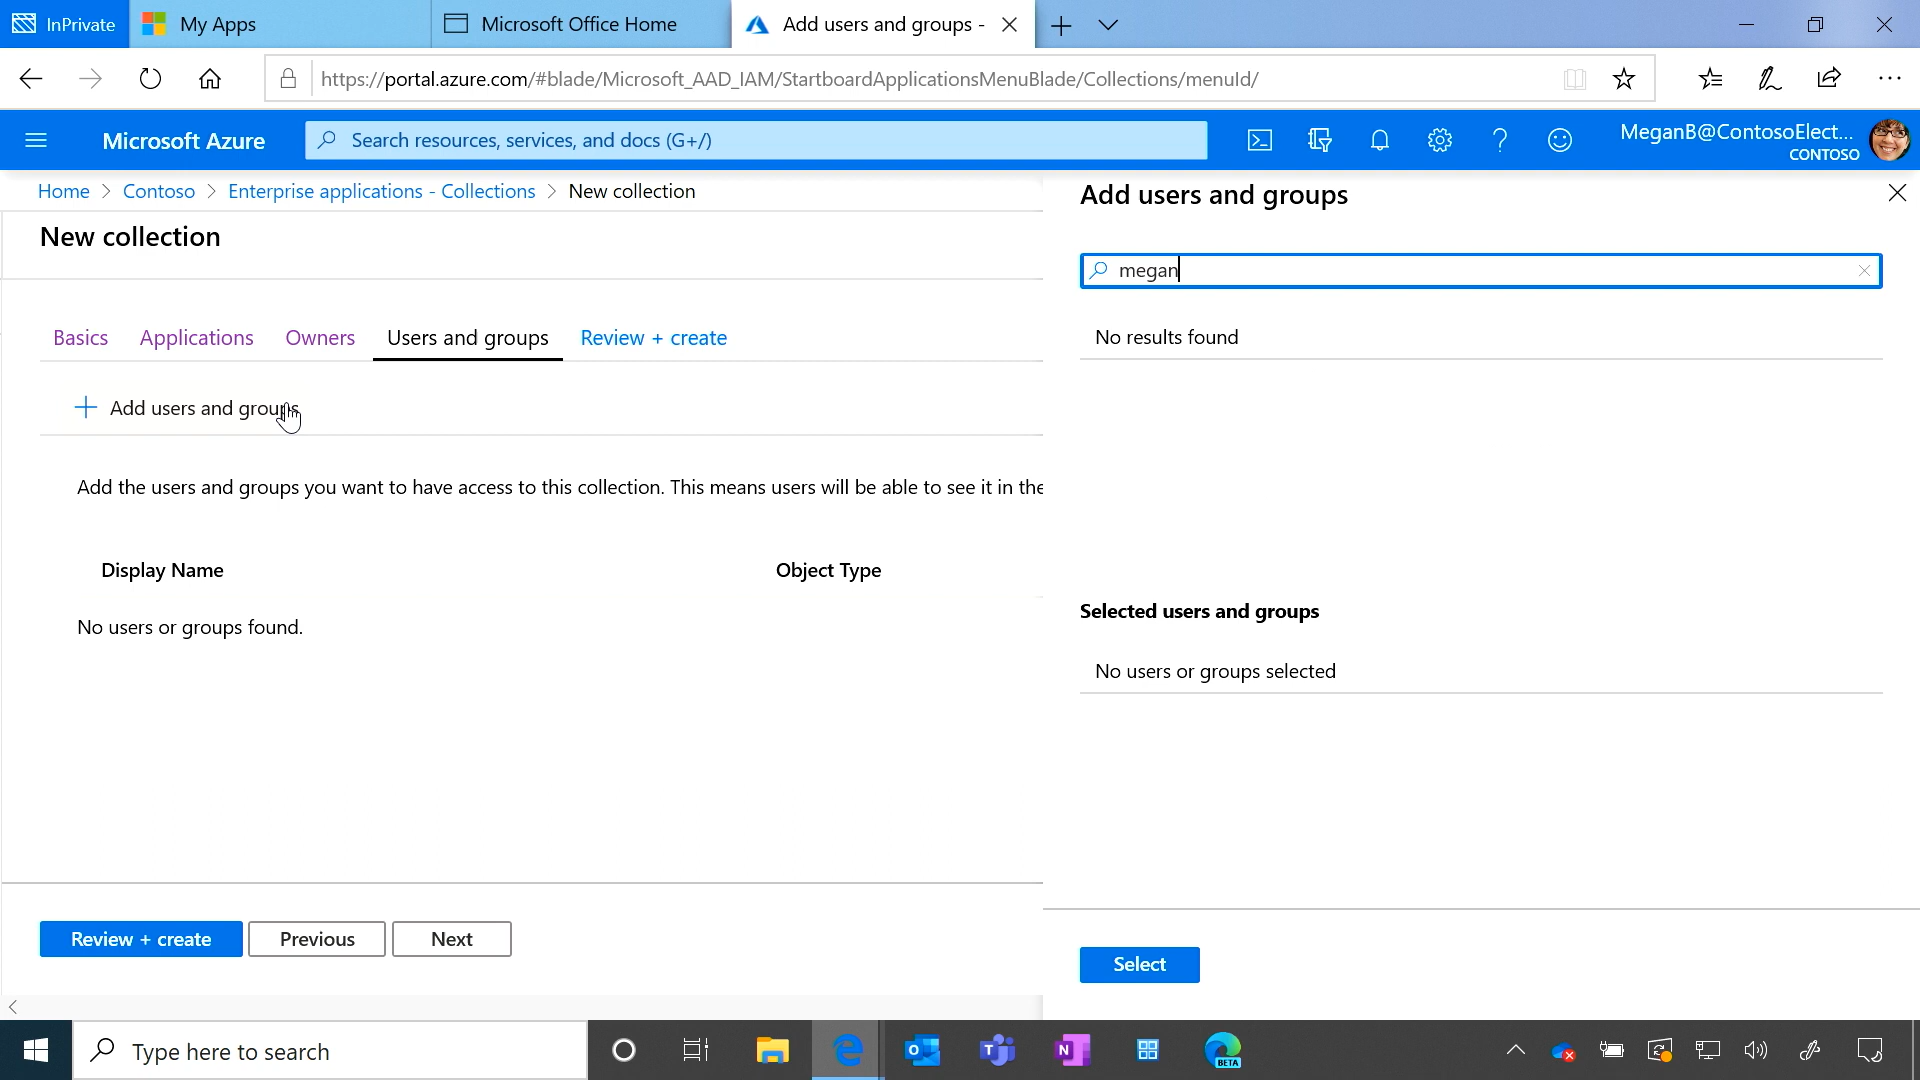 InPrivate
My Apps
Microsoft Office Home
Add users and groups -
https://portal.azure.com/#blade/Microsoft_AAD_IAM/StartboardApplicationsMenuBlade/Collections/menuId/
Microsoft Azure
Search resources, services, and docs (G+/)
MeganB@ContosoElect...
CONTOSO
Home > Contoso > Enterprise applications - Collections > New collection
New collection
Basics
Applications
Owners
Users and groups
Review + create
Add users and groups
Add the users and groups you want to have access to this collection. This means users will be able to see it in the
Display Name
Object Type
No users or groups found.
Review + create
Previous
Next
Add users and groups
megan
No results found
Selected users and groups
No users or groups selected
Select
Type here to search
BETA